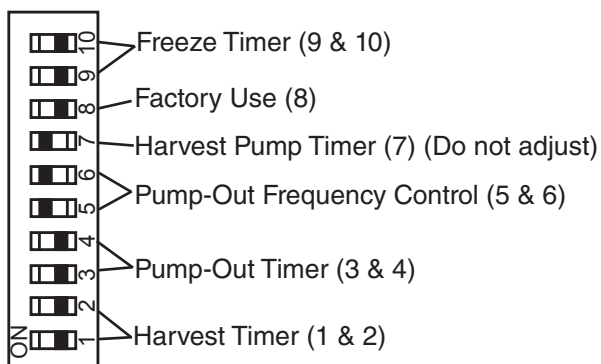 10
Freeze Timer (9 & 10)
9
8
Factory Use (8)
7
Harvest Pump Timer (7) (Do not adjust)
6
Pump-Out Frequency Control (5 & 6)
5
4
Pump-Out Timer (3 & 4)
3
2
Harvest Timer (1 & 2)
1
ON